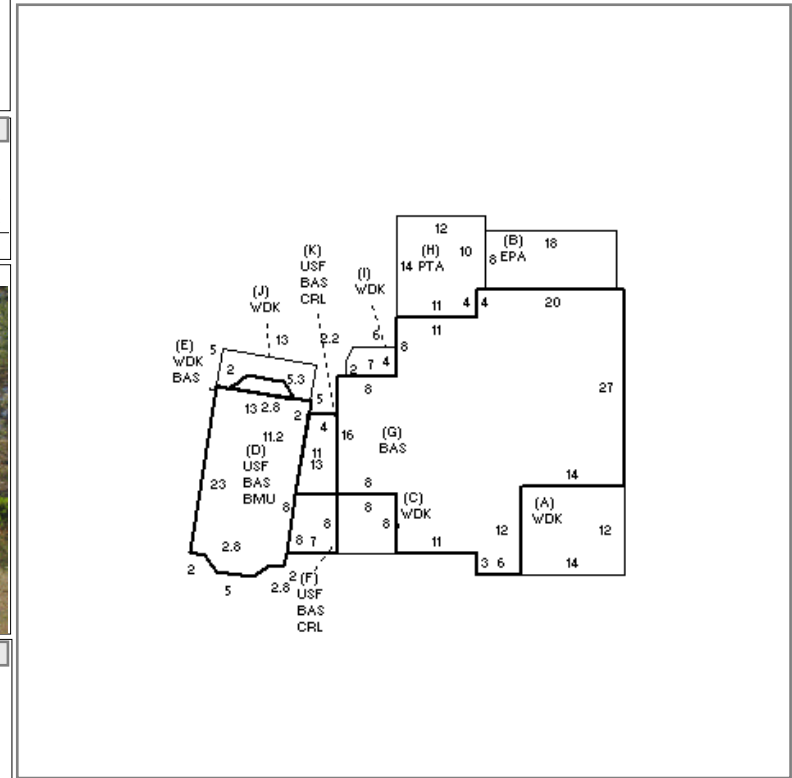 12
(H)
PTA
10
14
11
4
(B)
EPA
18
8
4
20
11
27
(K)
USF
BAS
CRL
(I)
WDK
(J)
WDK
13
2.2
6
8
2
7
4
8
(E)
WDK
BAS
5
2
5.3
5
13
2.8
2
11.2
4
16
(G)
BAS
(D)
USF
BAS
BMU
11
13
23
8
8
8
8
8
8
7
(C)
WDK
14
(A)
WDK
12
12
11
3
6
14
2.8
2
5
2.8
2
(F)
USF
BAS
CRL